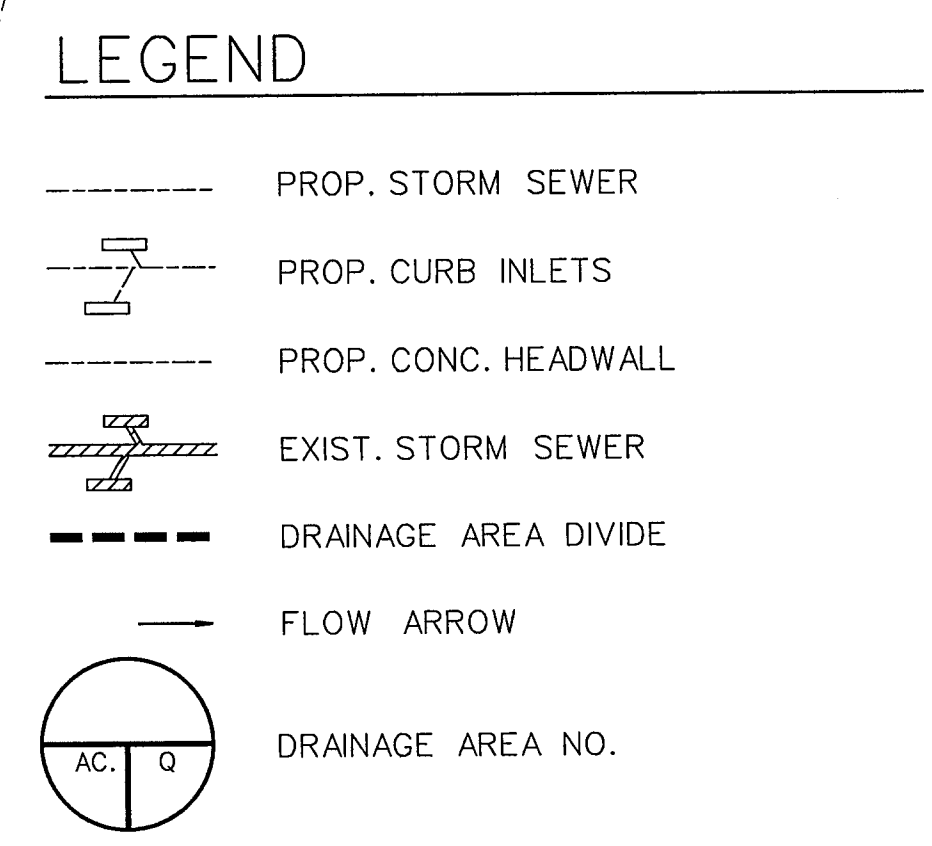 LEGEND
PROP. STORM SEWER
PROP. CURB INLETS
PROP. CONC. HEADWALL
EXIST. STORM SEWER
DRAINAGE AREA DIVIDE
FLOW ARROW
AC. Q DRAINAGE AREA NO.